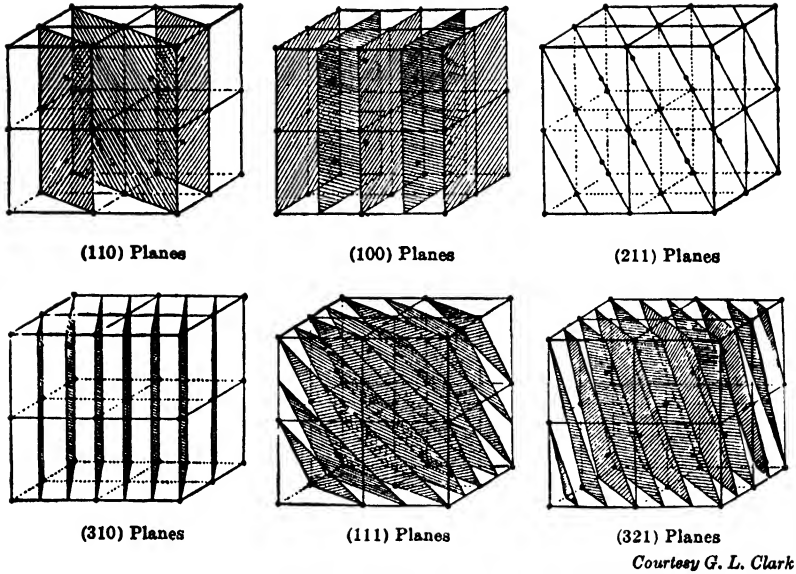 (110) Planes
(100) Planes
(211) Planes
(310) Planes
(111) Planes
(321) Planes
Courtesy G. L. Clark